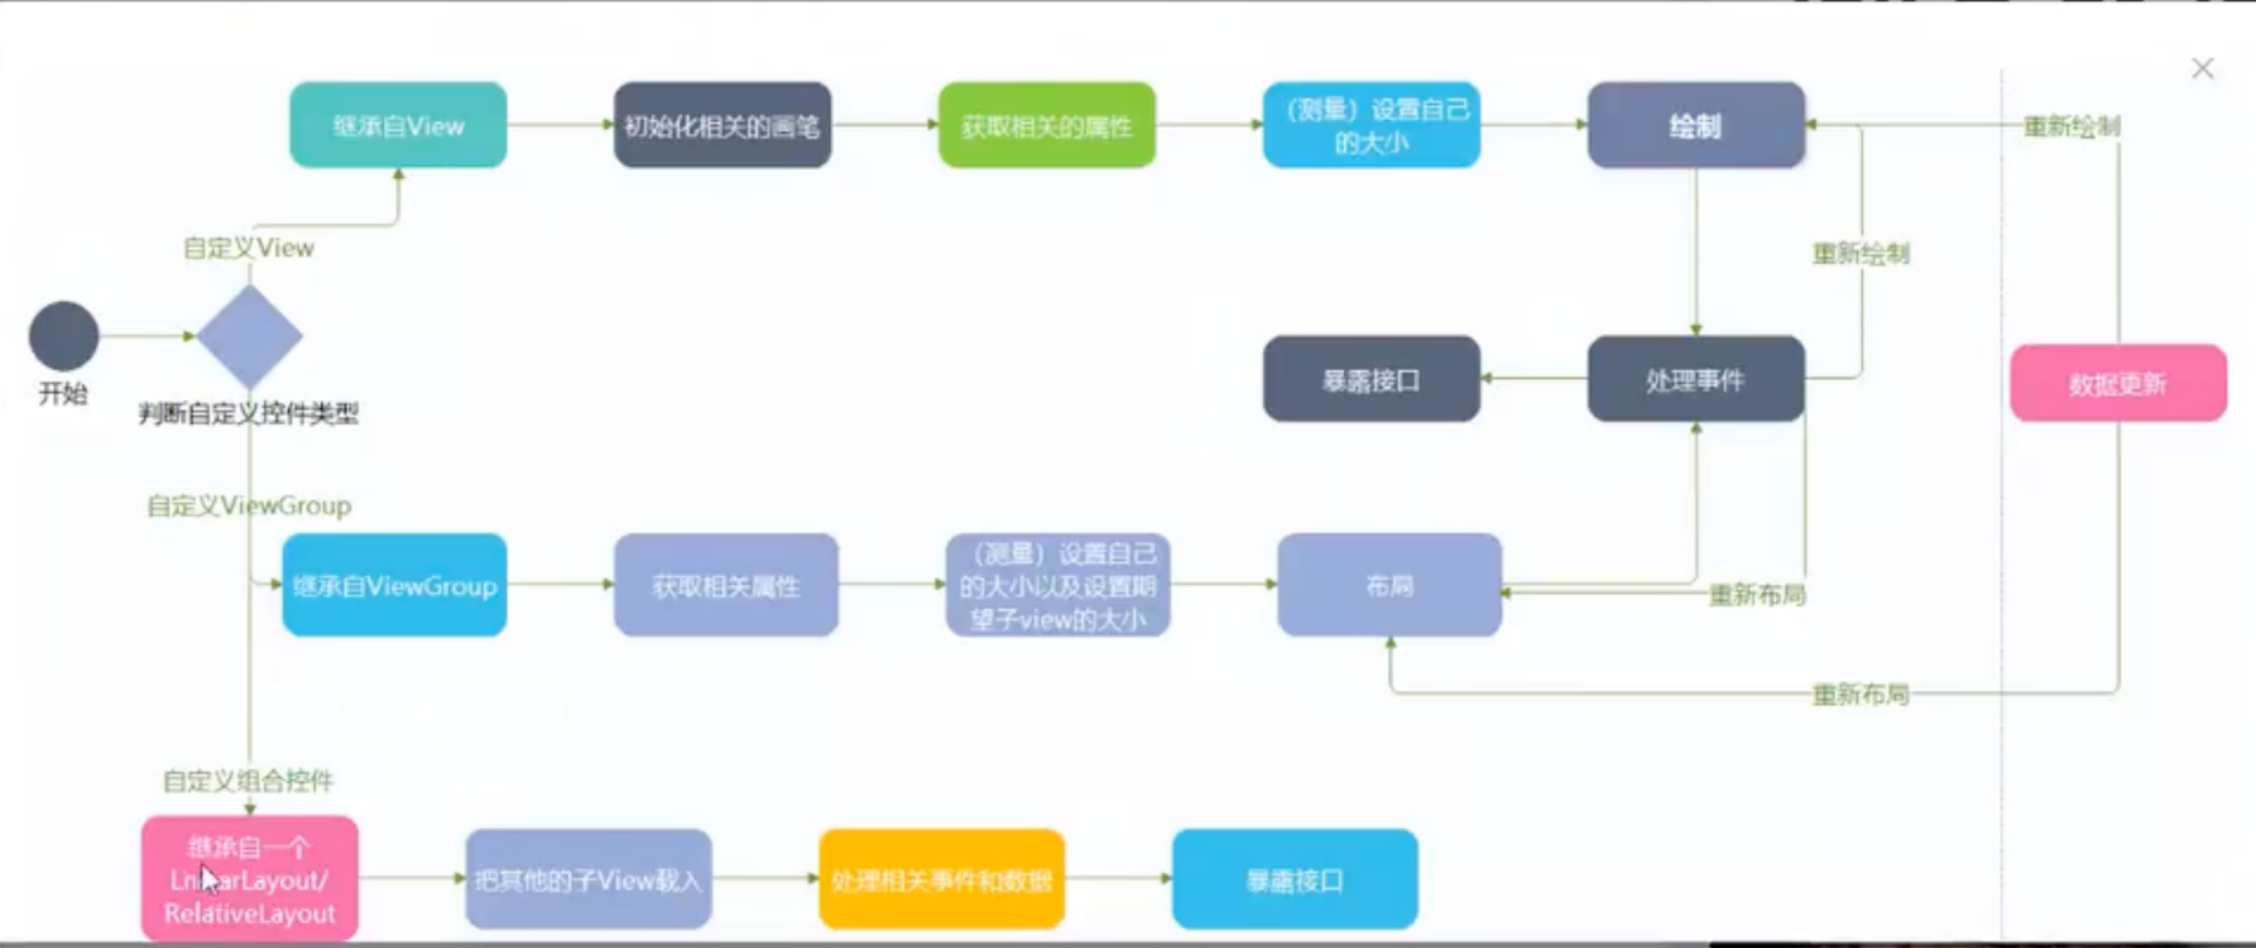 继承自View
初始化相关的画笔
获取相关的属性
（测量）设置自己
的大小
绘制
重新绘制
自定义View
重新绘制
开始
判断自定义控件类型
暴露接口
处理事件
数据更新
自定义ViewGroup
继承自ViewGroup
获取相关属性
（测量）设置自己
的大小以及设置期
望子view的大小
布局
重新布局
重新布局
自定义组合控件
继承自一个
LinearLayout/
RelativeLayout
把其他的子View载入
处理相关事件和数据
暴露接口